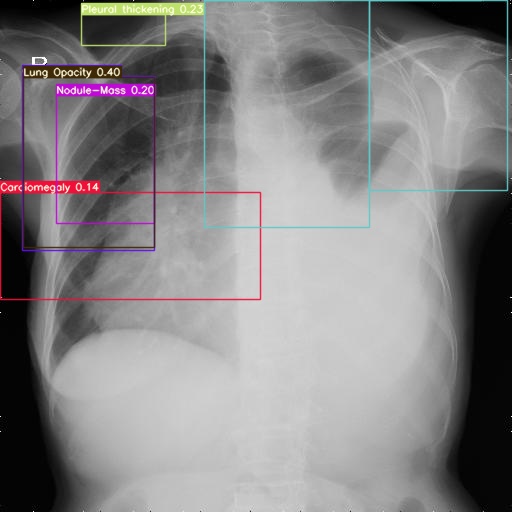 Pleural thickening 0.23
R
Lung Opacity 0.40
Nodule-Mass 0.20
Cardiomegaly 0.14